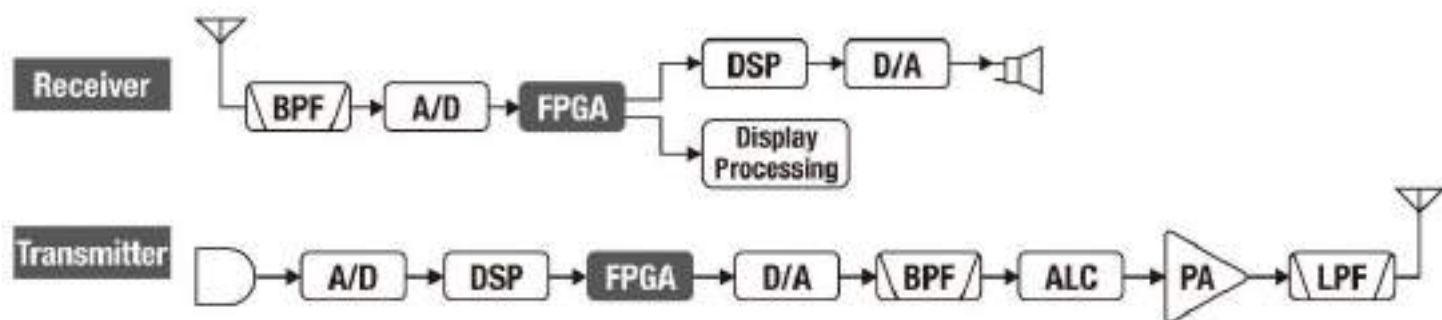 Receiver
BPF
A/D
FPGA
DSP
D/A
Display
Processing
Transmitter
A/D
DSP
FPGA
D/A
BPF
ALC
PA
LPF